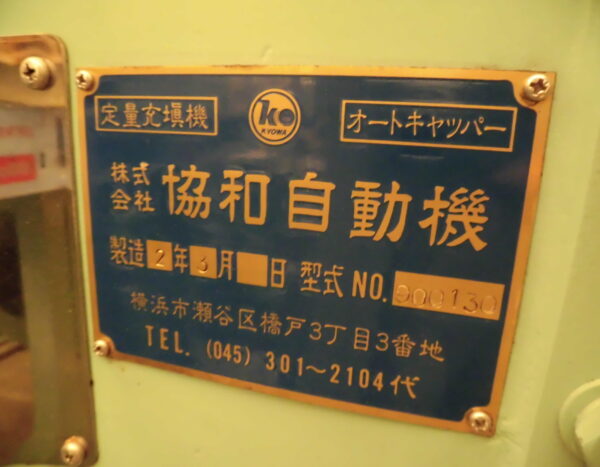 定量充填機
ko
KYOWA
オートキャッパー
株式会社 協和自動機
製造 2年 3月 日 型式 NO. 900130
横浜市瀬谷区橋戸3丁目3番地
TEL. (045) 301〜2104代